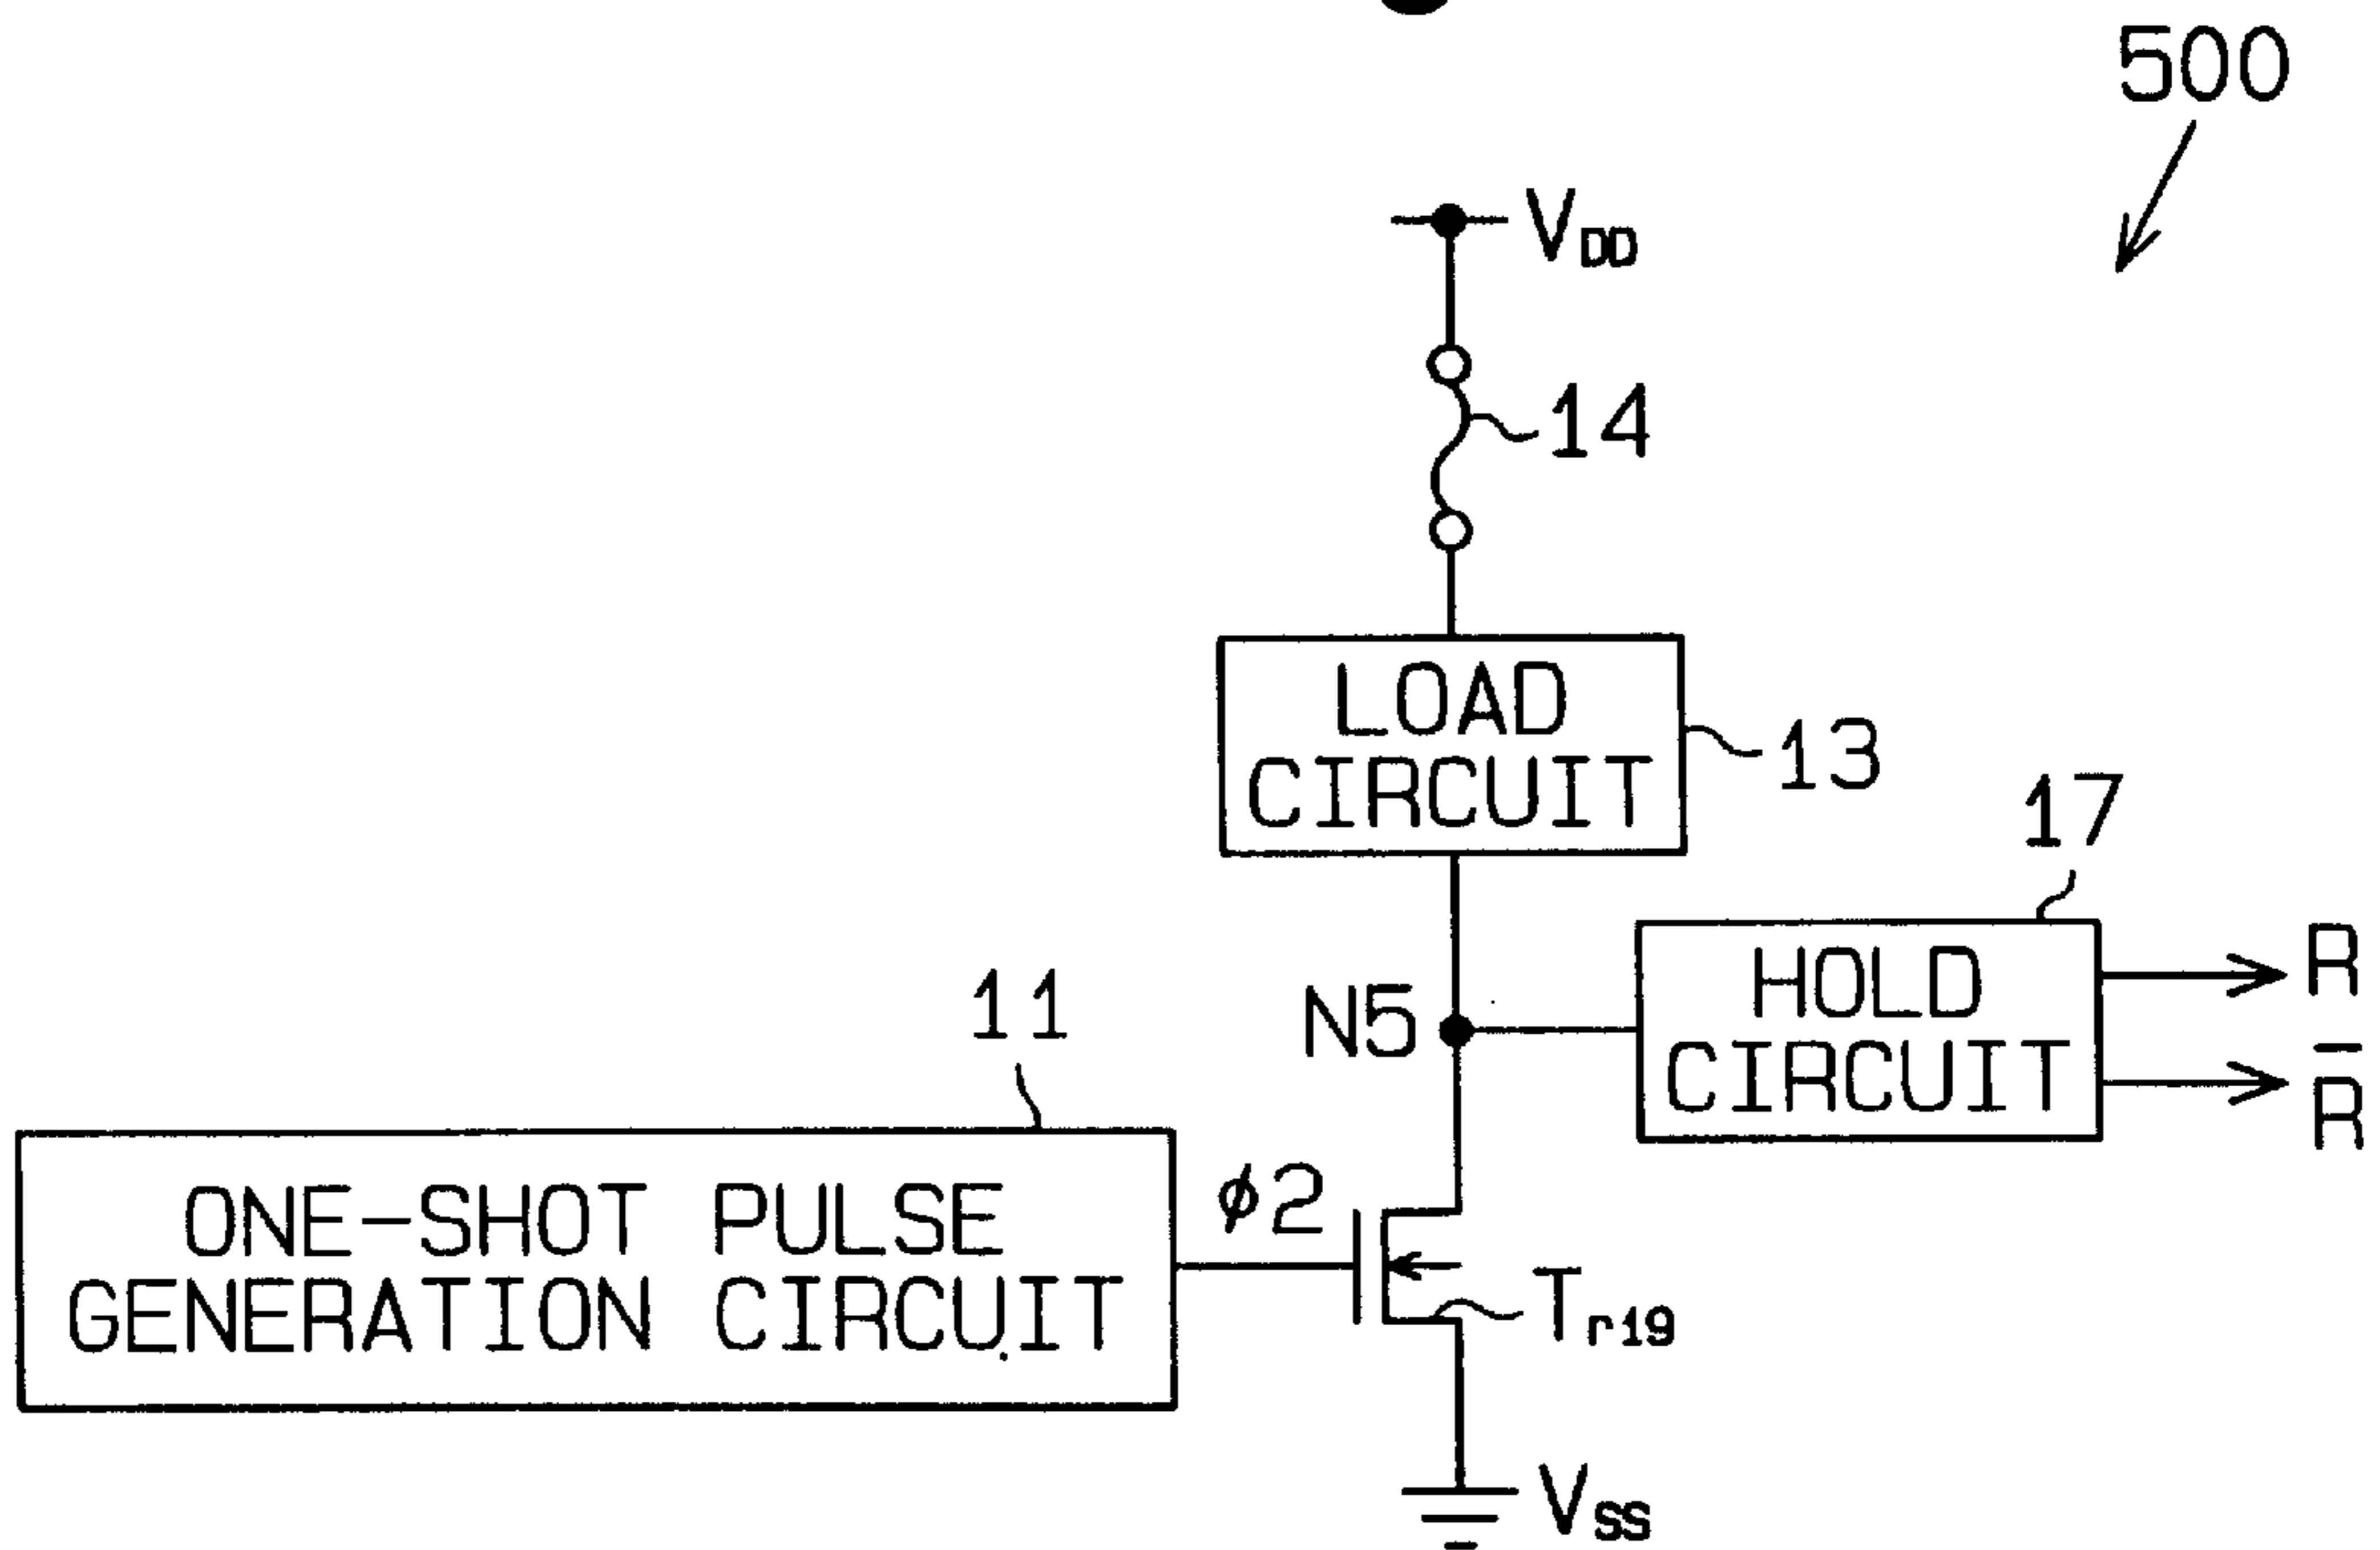 500
VDD
14
LOAD
CIRCUIT
13
17
HOLD
CIRCUIT
R
R̅
N5
11
ONE-SHOT PULSE
GENERATION CIRCUIT
ϕ2
Tr19
VSS